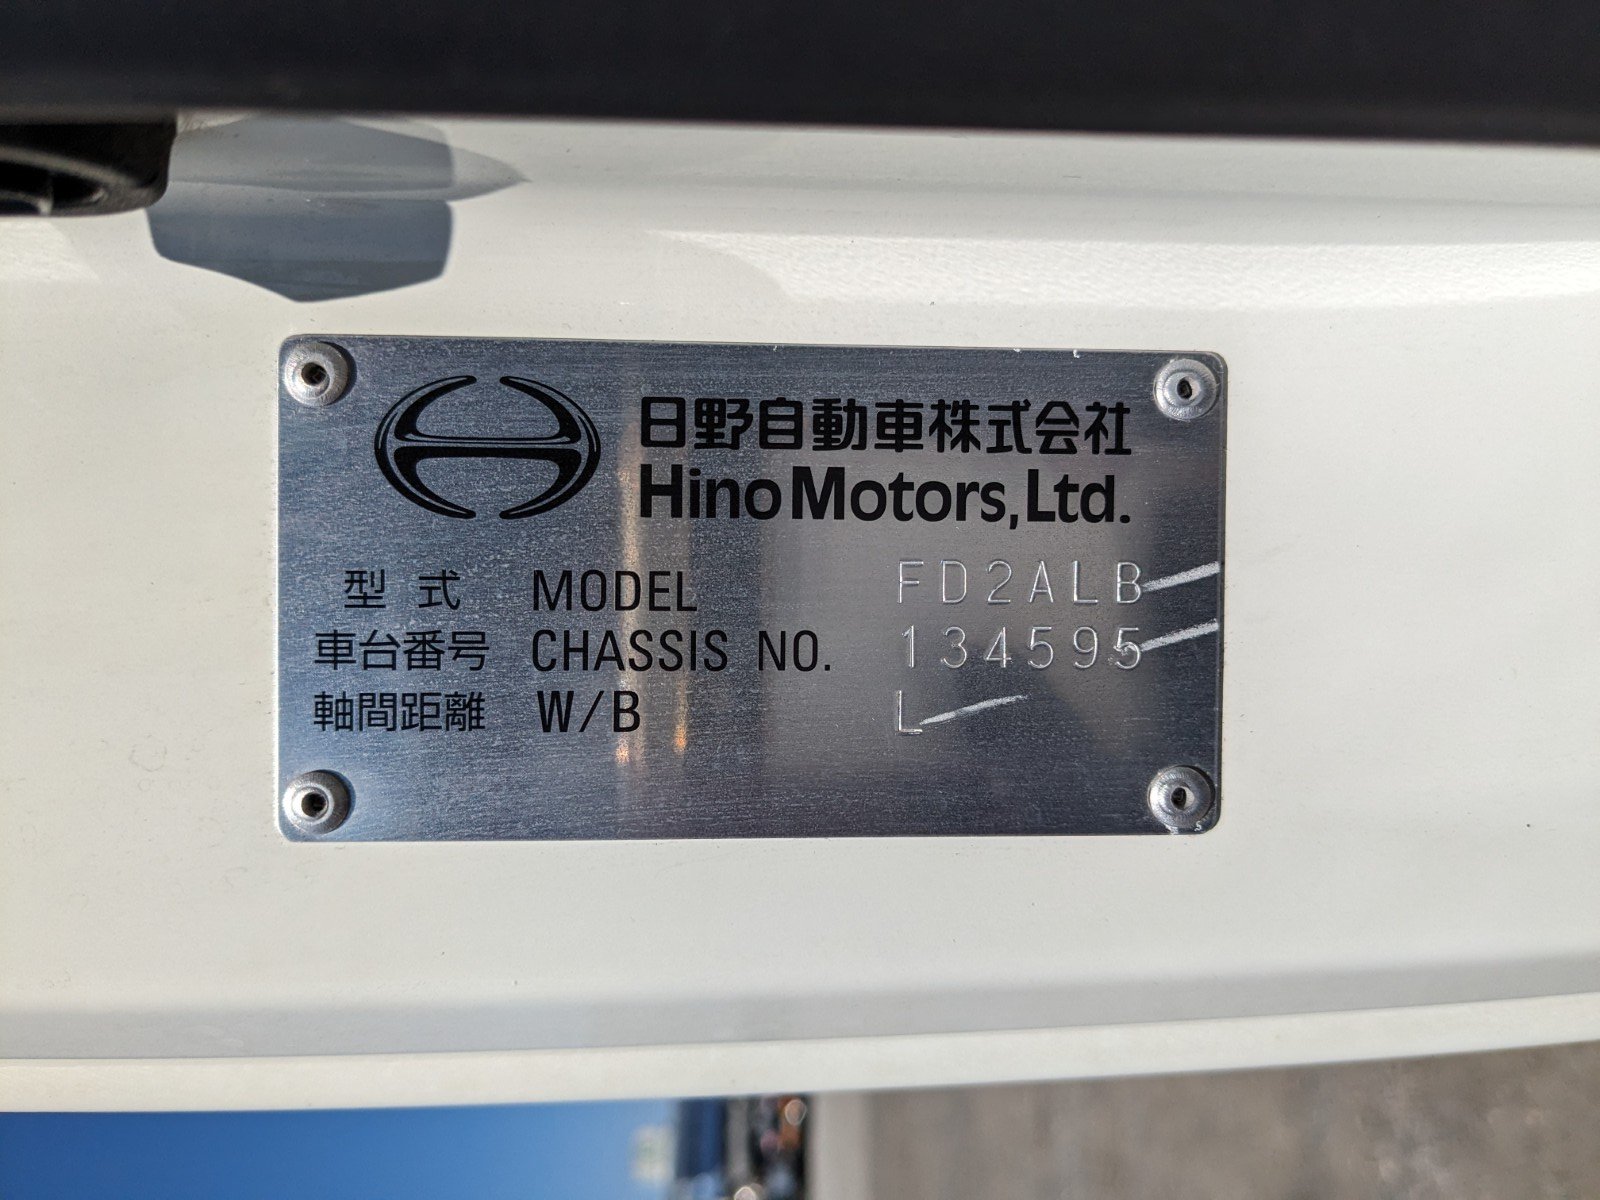 日野自動車株式会社
Hino Motors, Ltd.
型式 MODEL FD2ALB
車台番号 CHASSIS NO. 134595
軸間距離 W/B L
S